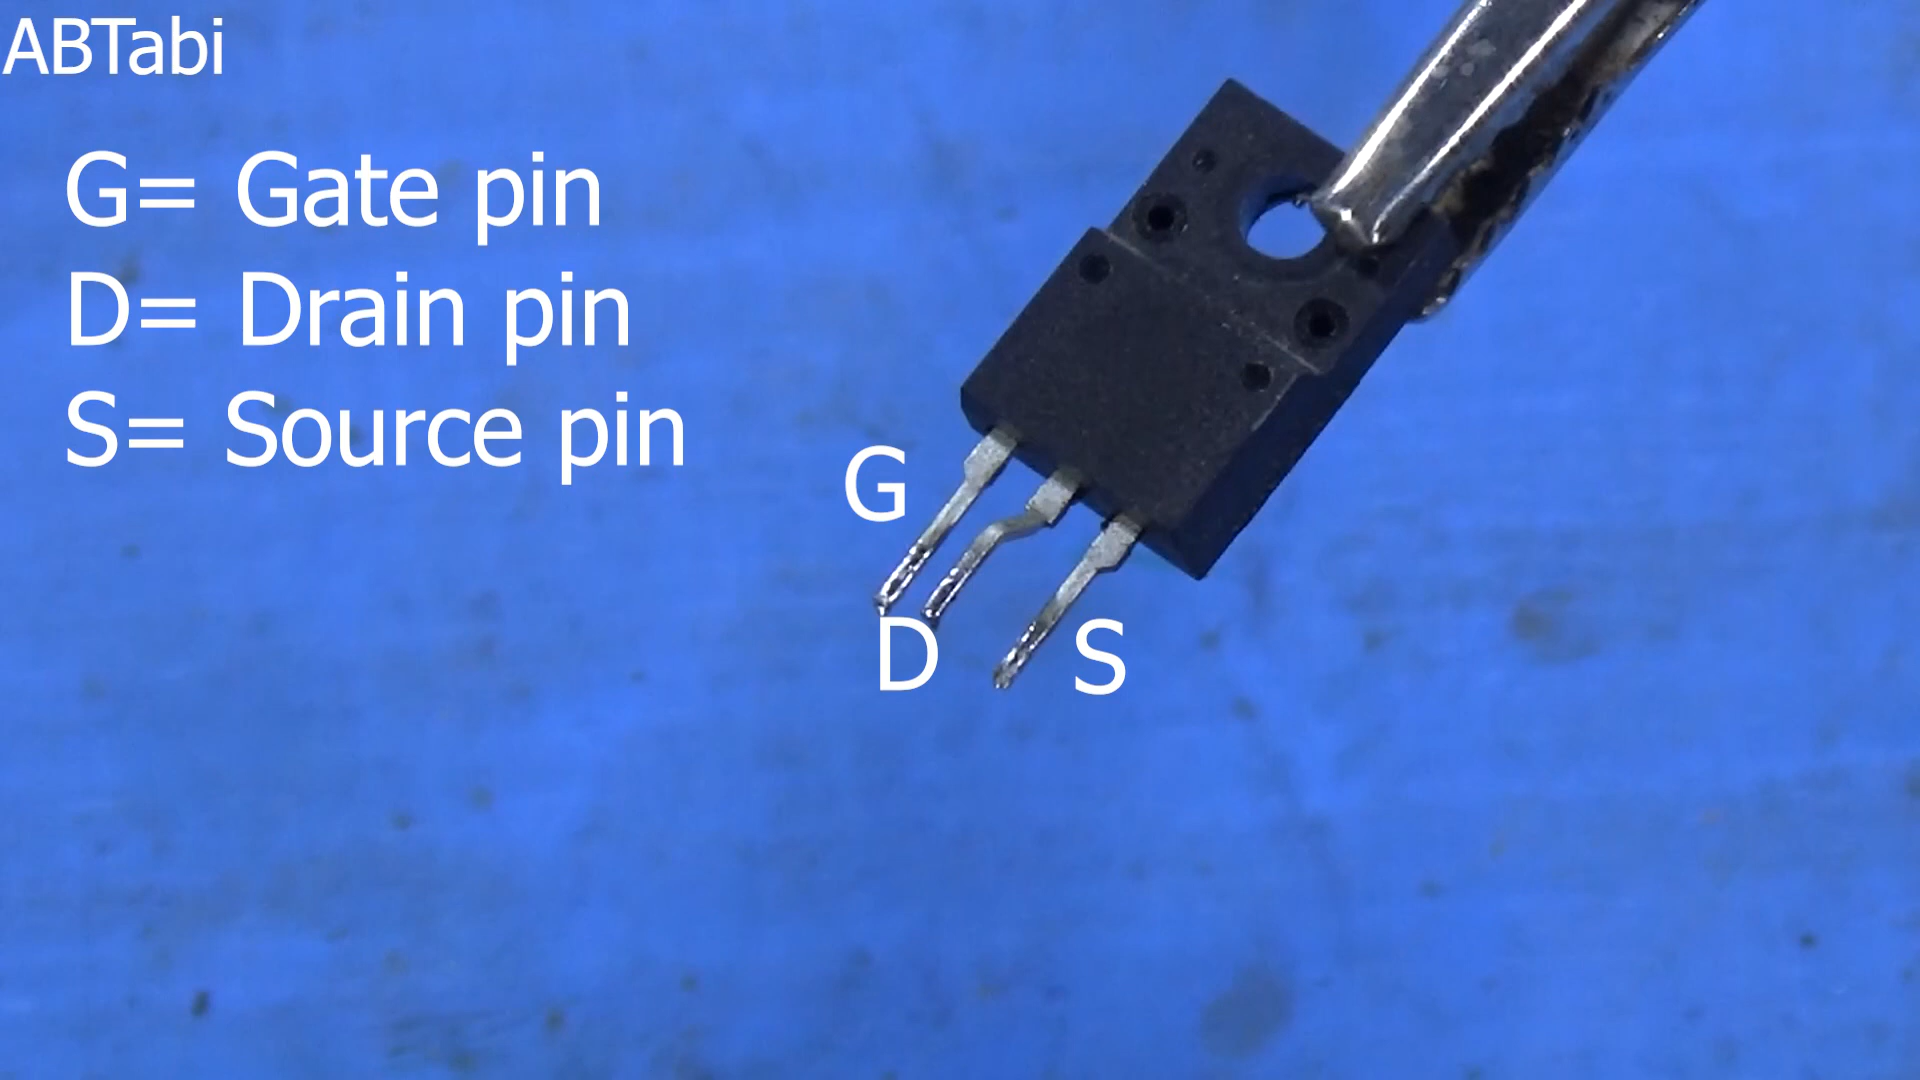 ABTabi
G= Gate pin
D= Drain pin
S= Source pin
G
D
S